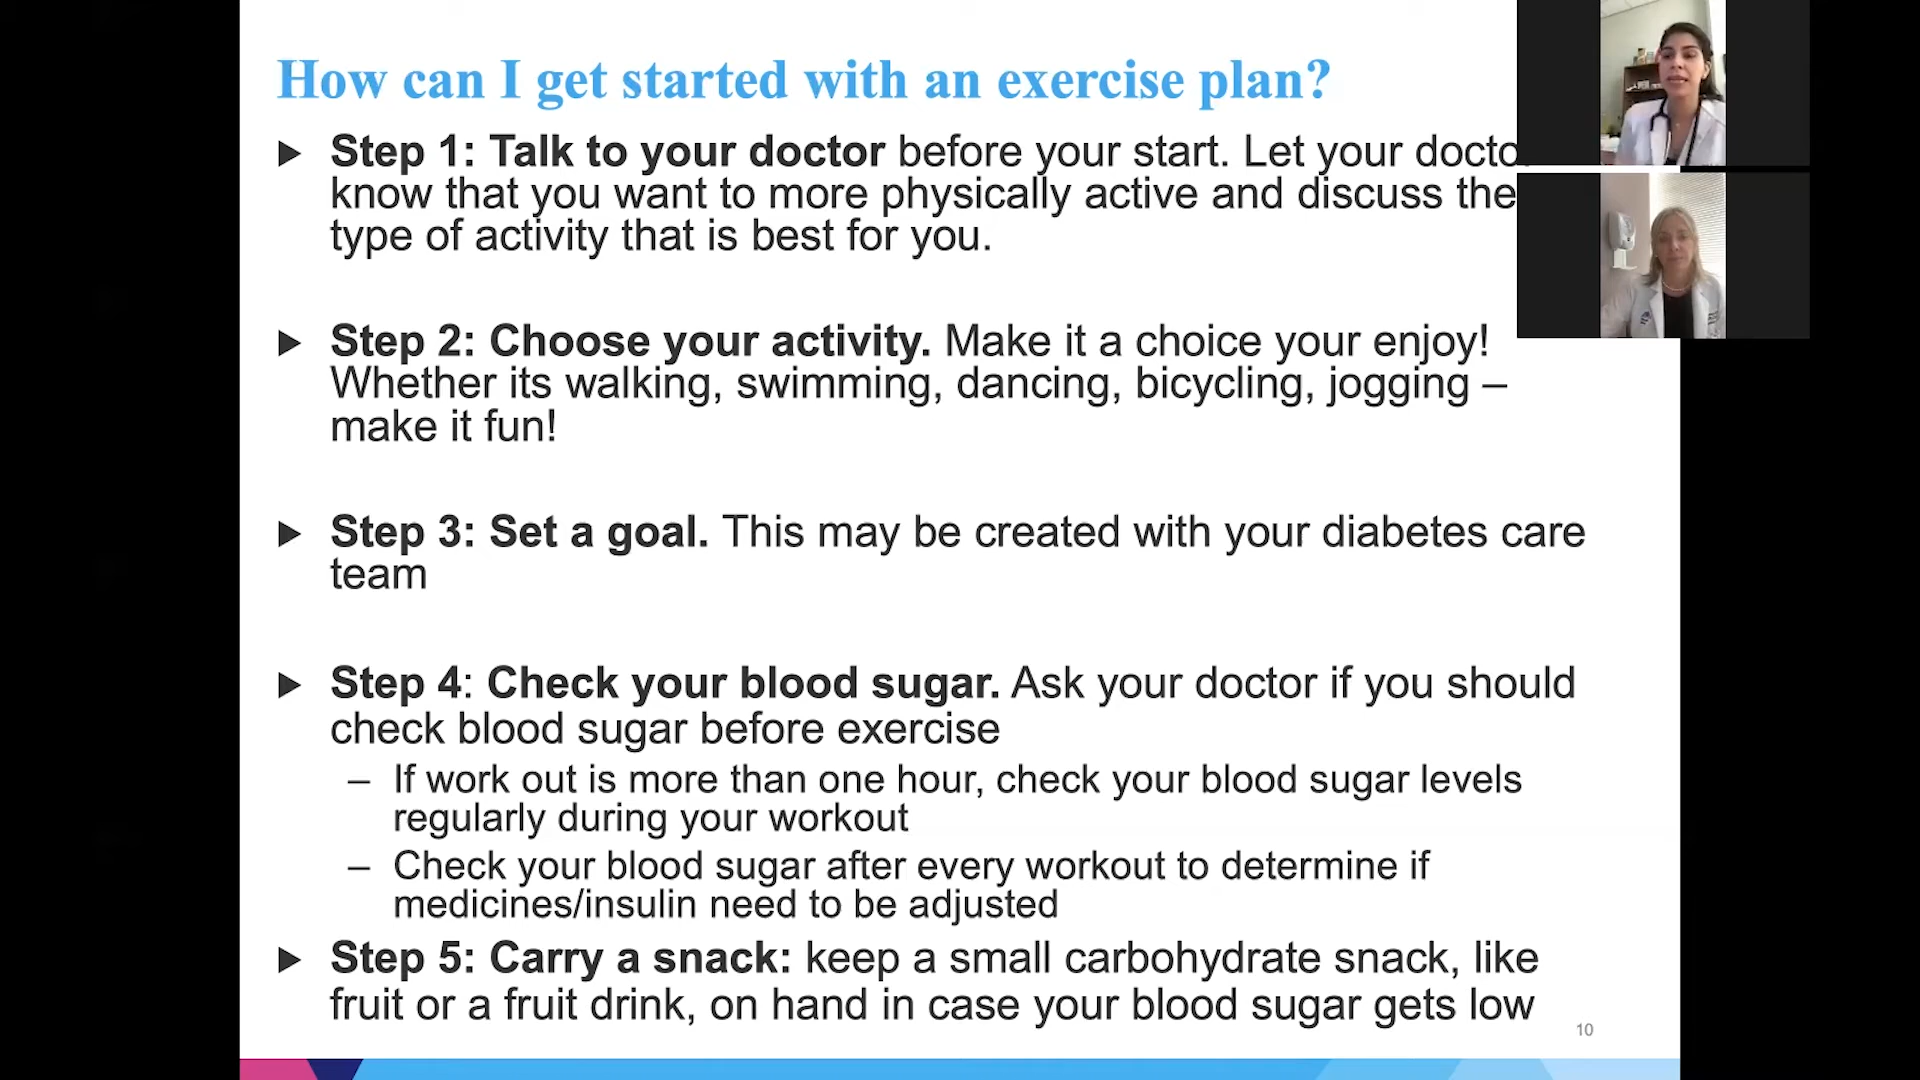 How can I get started with an exercise plan?
Step 1: Talk to your doctor before your start. Let your
know that you want to more physically active and discuss the
type of activity that is best for you.
Step 2: Choose your activity. Make it a choice your enjoy!
Whether its walking, swimming, dancing, bicycling, jogging –
make it fun!
Step 3: Set a goal. This may be created with your diabetes care
team
Step 4: Check your blood sugar. Ask your doctor if you should
check blood sugar before exercise
– If work out is more than one hour, check your blood sugar levels
regularly during your workout
– Check your blood sugar after every workout to determine if
medicines/insulin need to be adjusted
Step 5: Carry a snack: keep a small carbohydrate snack, like
fruit or a fruit drink, on hand in case your blood sugar gets low
10